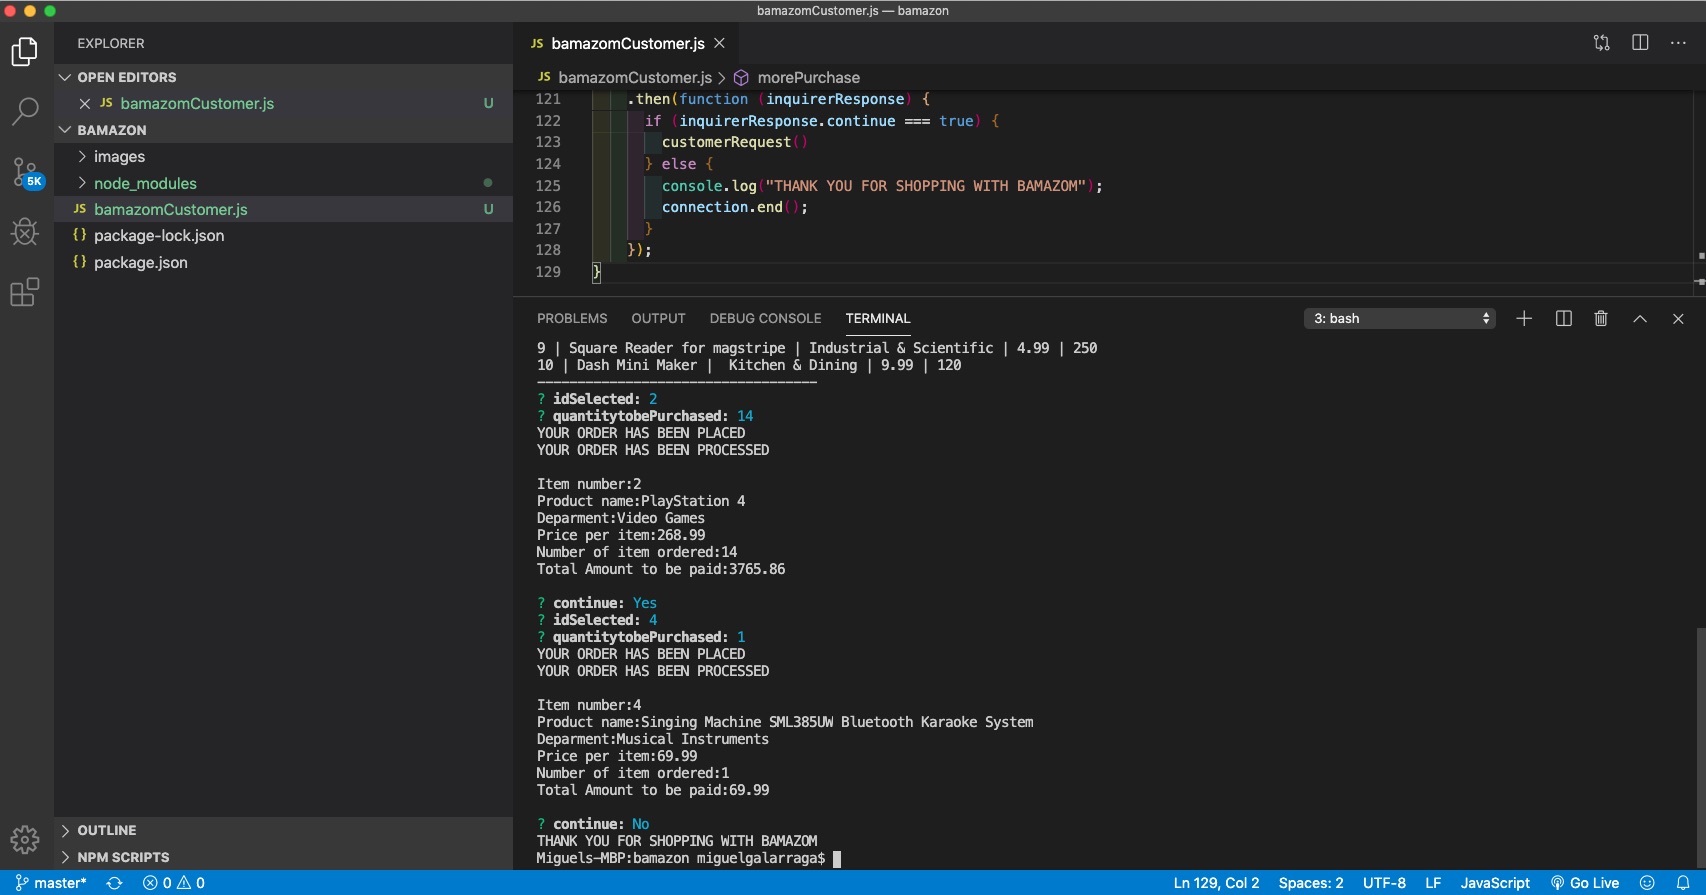 bamazomCustomer.js — bamazon
EXPLORER
OPEN EDITORS
JS bamazomCustomer.js U
BAMAZON
images
node_modules
JS bamazomCustomer.js U
{} package-lock.json
{} package.json
OUTLINE
NPM SCRIPTS
5K
JS bamazomCustomer.js
JS bamazomCustomer.js > morePurchase
121 .then(function (inquirerResponse) {
122 if (inquirerResponse.continue === true) {
123 customerRequest()
124 } else {
125 console.log("THANK YOU FOR SHOPPING WITH BAMAZOM");
126 connection.end();
127 }
128 });
129 }
PROBLEMS OUTPUT DEBUG CONSOLE TERMINAL 3: bash
9 | Square Reader for magstripe | Industrial & Scientific | 4.99 | 250
10 | Dash Mini Maker |  Kitchen & Dining | 9.99 | 120
-----------------------------------
? idSelected: 2
? quantitytobePurchased: 14
YOUR ORDER HAS BEEN PLACED
YOUR ORDER HAS BEEN PROCESSED
Item number:2
Product name:PlayStation 4
Deparment:Video Games
Price per item:268.99
Number of item ordered:14
Total Amount to be paid:3765.86
? continue: Yes
? idSelected: 4
? quantitytobePurchased: 1
YOUR ORDER HAS BEEN PLACED
YOUR ORDER HAS BEEN PROCESSED
Item number:4
Product name:Singing Machine SML385UW Bluetooth Karaoke System
Deparment:Musical Instruments
Price per item:69.99
Number of item ordered:1
Total Amount to be paid:69.99
? continue: No
THANK YOU FOR SHOPPING WITH BAMAZOM
Miguels-MBP:bamazon miguelgalarraga$
master* 0 0 Ln 129, Col 2 Spaces: 2 UTF-8 LF JavaScript Go Live